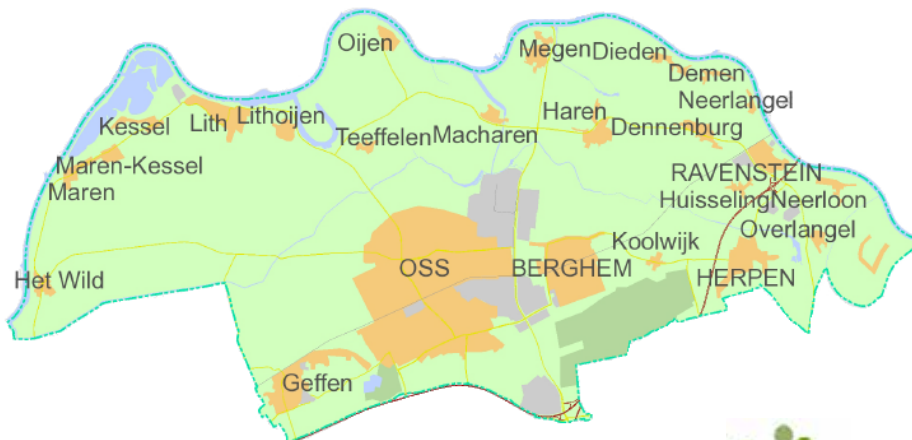 Oijen
Megen
Dieden
Demen
Neerlangel
Kessel
Lith
Lithoijen
Teeffelen
Macharen
Haren
Dennenburg
Maren-Kessel
Maren
RAVENSTEIN
Huisseling
Neerloon
Overlangel
Koolwijk
Het Wild
OSS
BERGHEM
HERPEN
Geffen